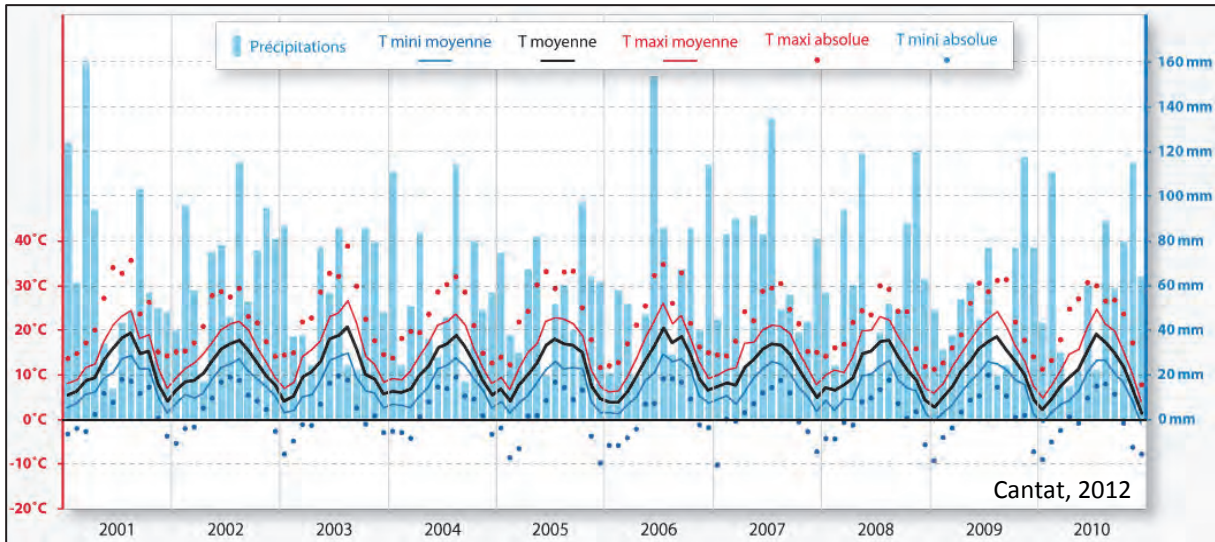 Précipitations T mini moyenne T moyenne T maxi moyenne T maxi absolue T mini absolue
160 mm
140 mm
120 mm
100 mm
40°C 80 mm
30°C 60 mm
20°C 40 mm
10°C 20 mm
0°C 0 mm
-10°C
-20°C
Cantat, 2012
2001 2002 2003 2004 2005 2006 2007 2008 2009 2010